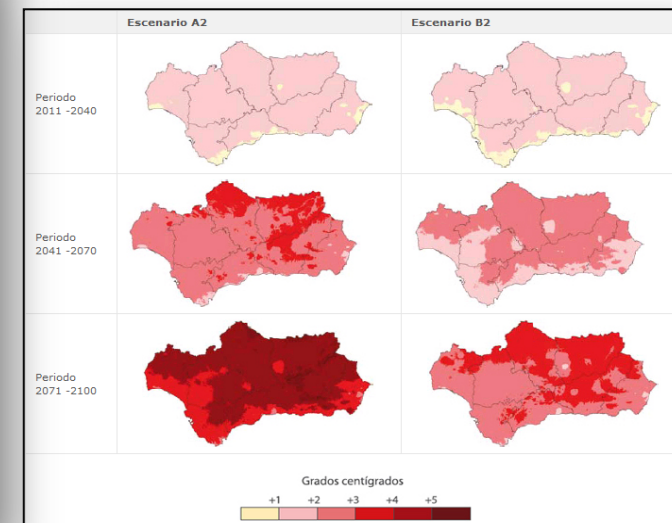 Escenario A2 Escenario B2
Periodo
2011 -2040
Periodo
2041 -2070
Periodo
2071 -2100
Grados centígrados
+1 +2 +3 +4 +5